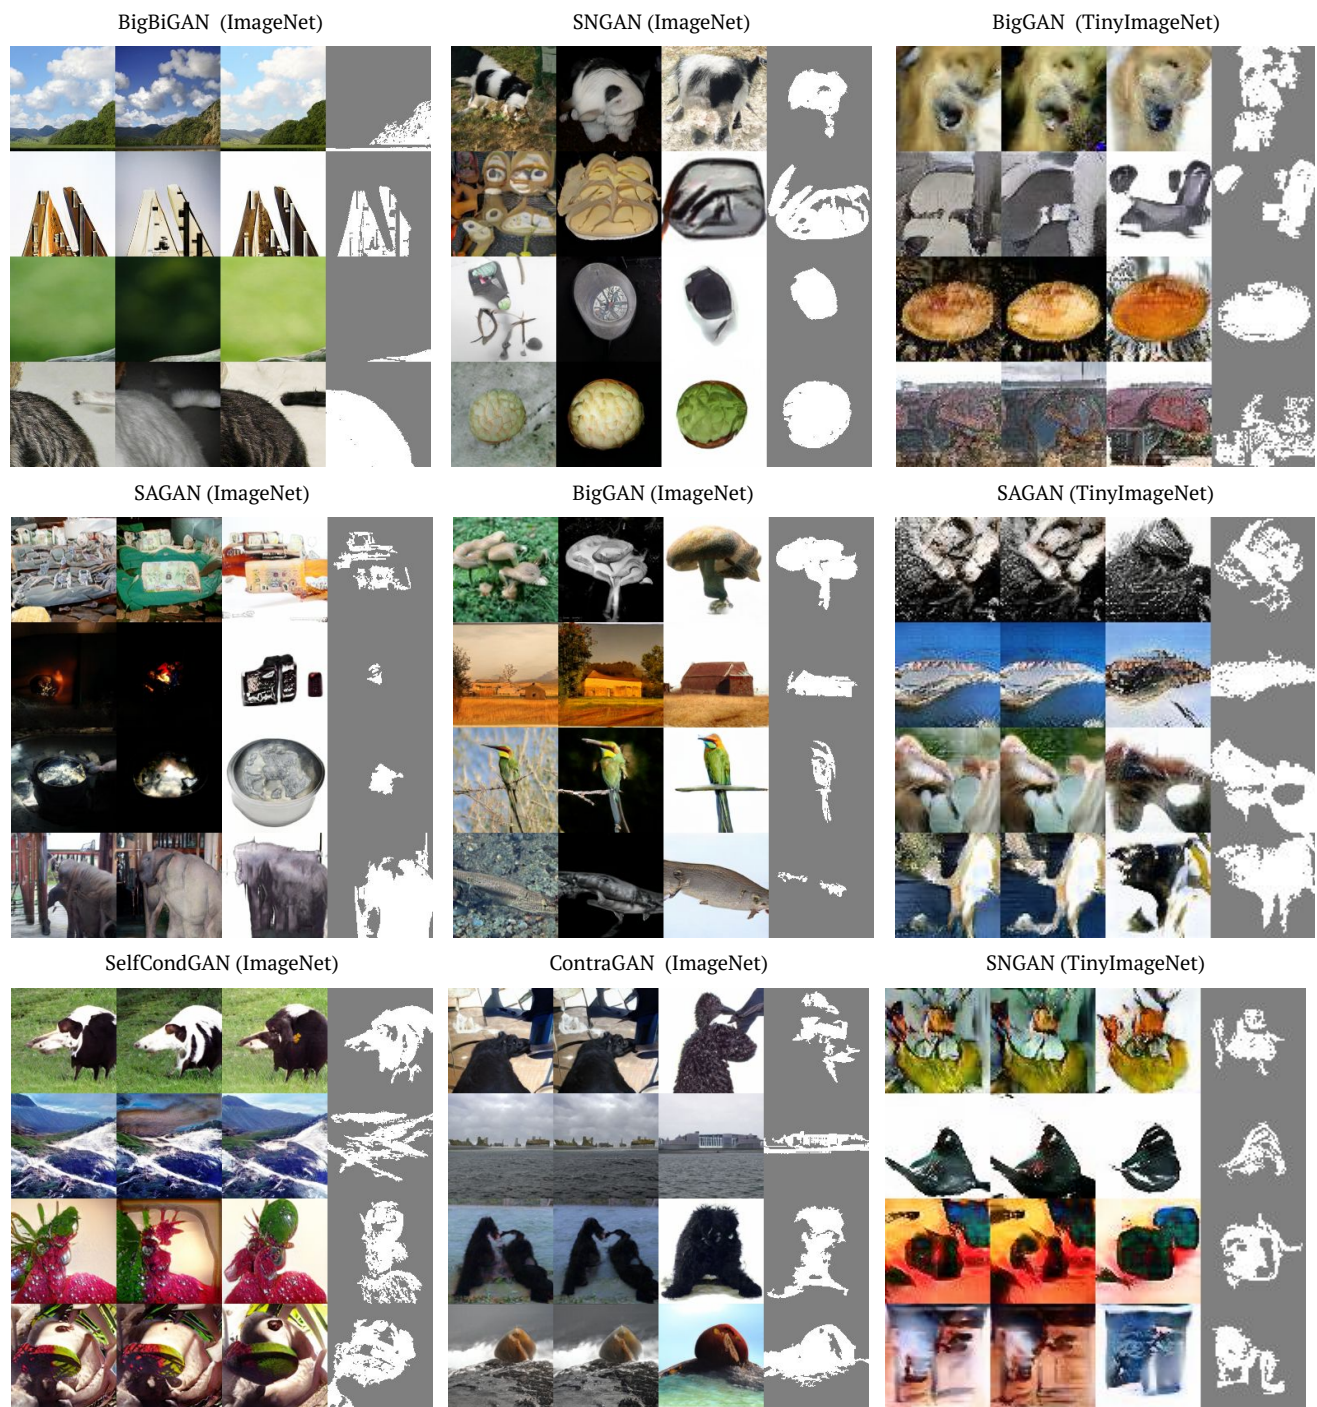 BigBiGAN (ImageNet)
SNGAN (ImageNet)
BigGAN (TinyImageNet)
SAGAN (ImageNet)
BigGAN (ImageNet)
SAGAN (TinyImageNet)
SelfCondGAN (ImageNet)
ContraGAN (ImageNet)
SNGAN (TinyImageNet)